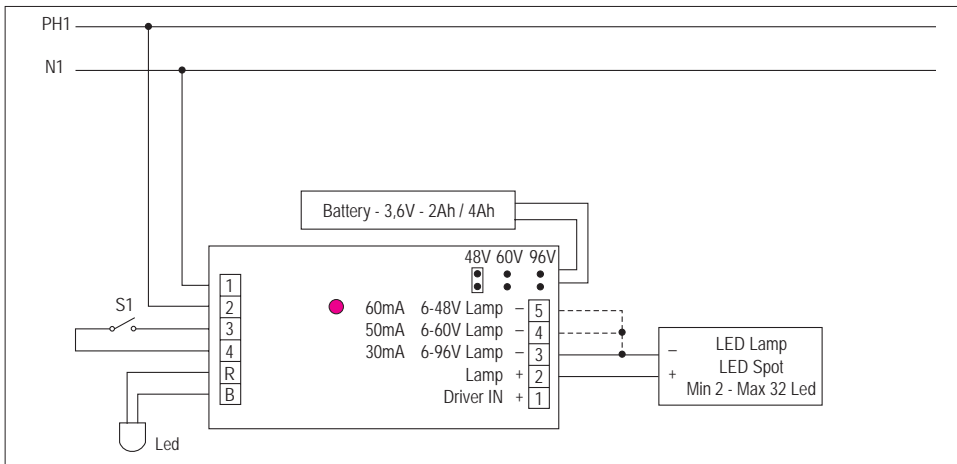 PH1
N1
Battery - 3,6V - 2Ah / 4Ah
48V 60V 96V
1
2
3
4
R
B
S1
Led
60mA 6-48V Lamp – 5
50mA 6-60V Lamp – 4
30mA 6-96V Lamp – 3
Lamp + 2
Driver IN + 1
– LED Lamp
LED Spot
+ Min 2 - Max 32 Led